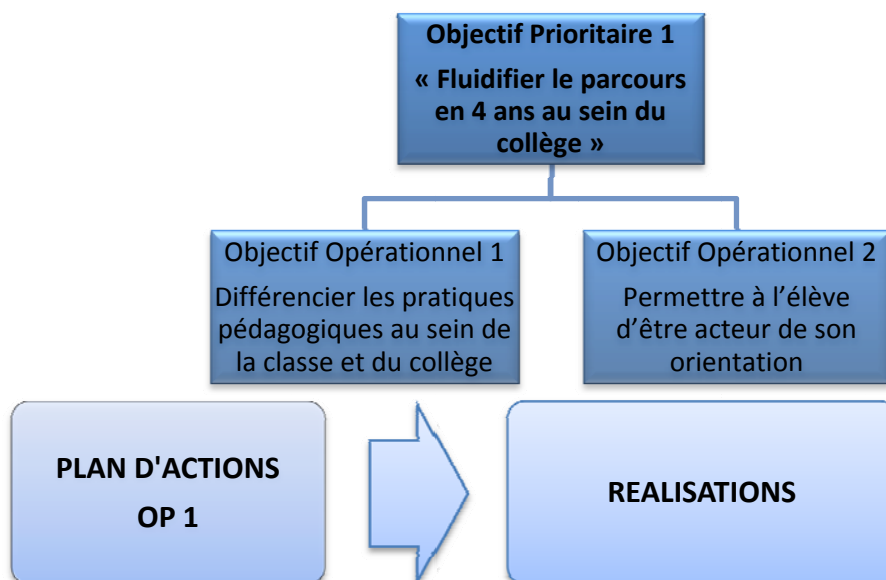 Objectif Prioritaire 1
« Fluidifier le parcours
en 4 ans au sein du
collège »
Objectif Opérationnel 1
Différencier les pratiques
pédagogiques au sein de
la classe et du collège
Objectif Opérationnel 2
Permettre à l’élève
d’être acteur de son
orientation
PLAN D'ACTIONS
OP 1
REALISATIONS